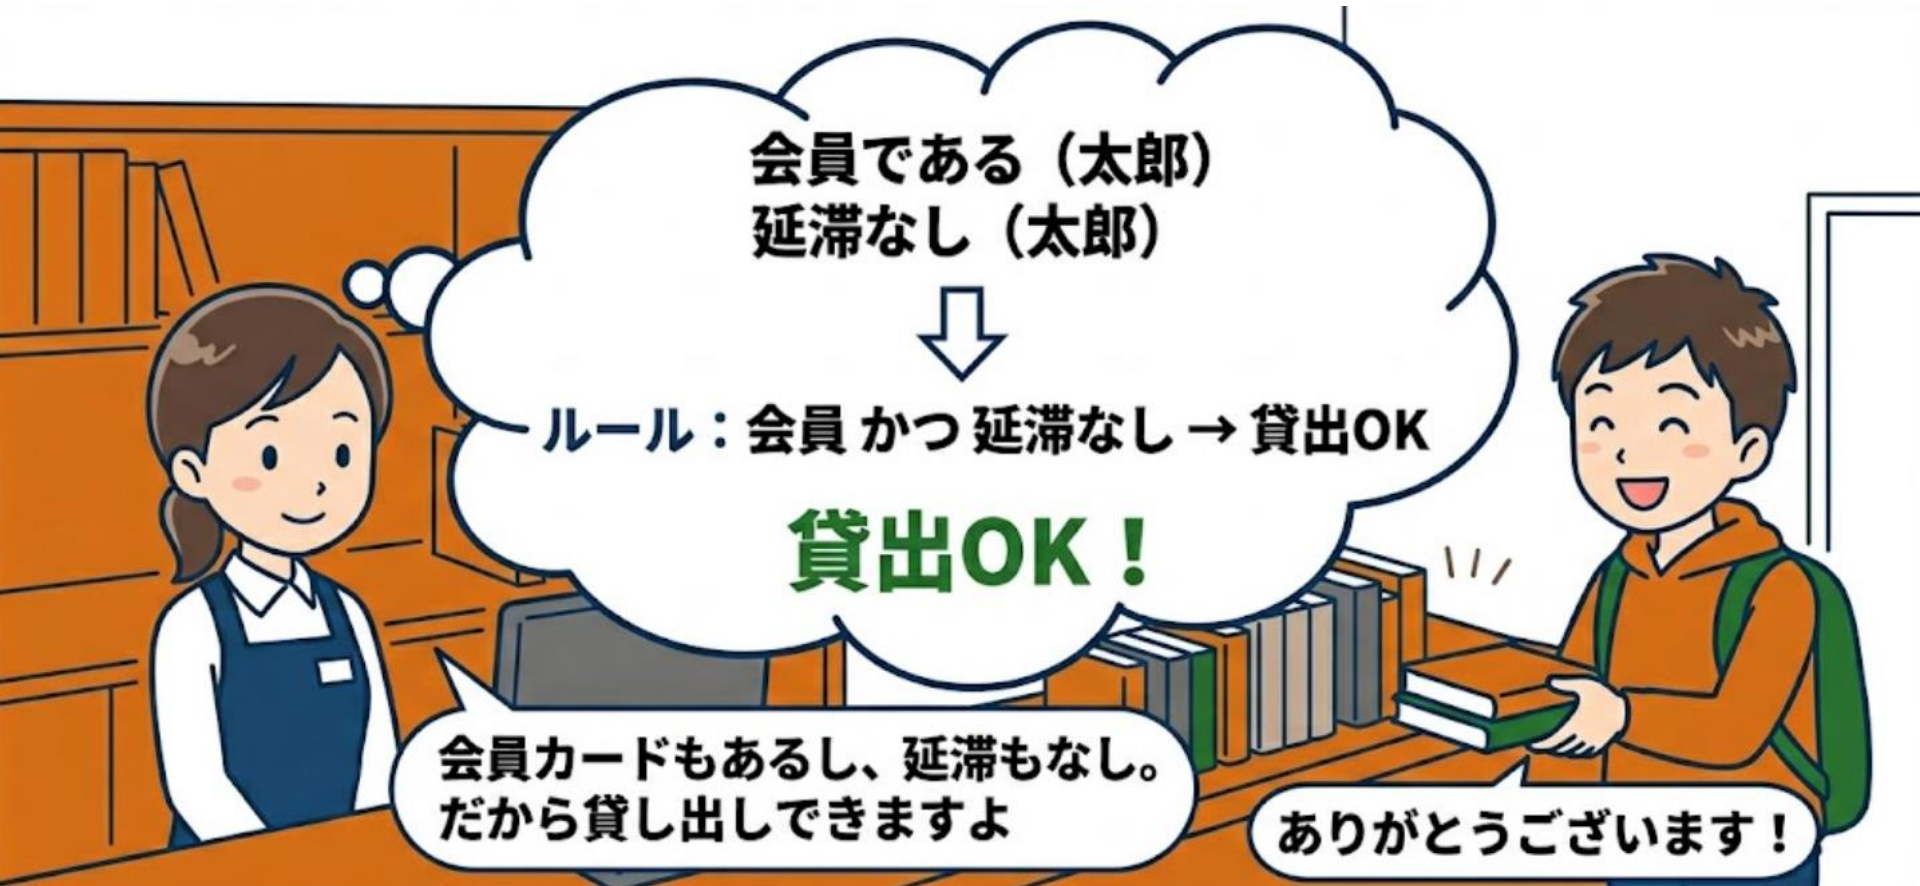 会員である（太郎）
延滞なし（太郎）
ルール：会員 かつ 延滞なし → 貸出OK
貸出OK！
会員カードもあるし、延滞もなし。
だから貸し出しできますよ
ありがとうございます！